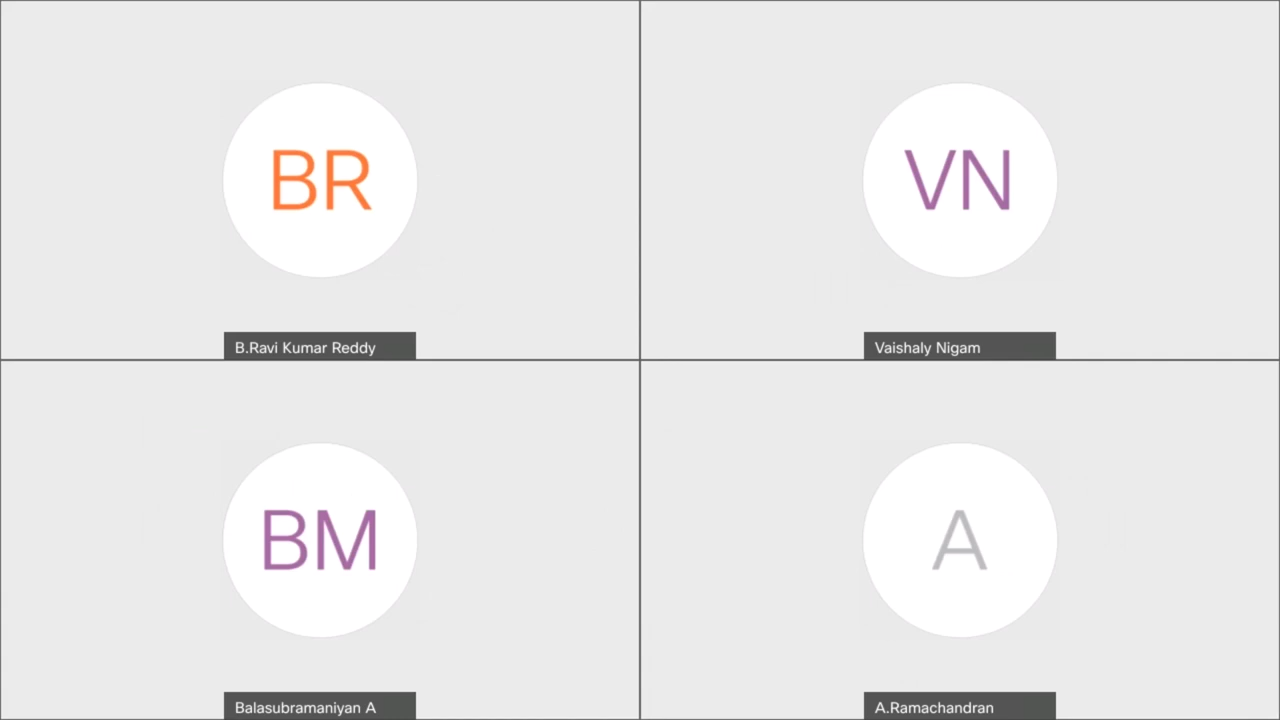 BR
B.Ravi Kumar Reddy
VN
Vaishaly Nigam
BM
Balasubramaniyan A
A
A.Ramachandran